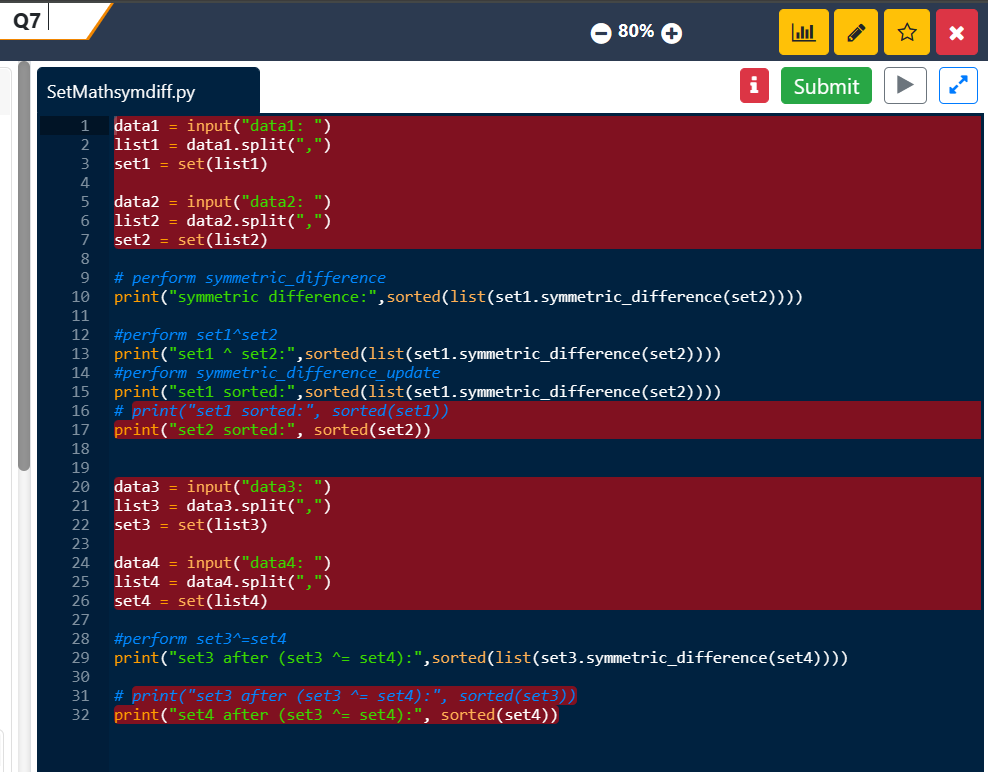 Q7
80%
SetMathsymdiff.py
Submit
1 data1 = input("data1: ")
2 list1 = data1.split(",")
3 set1 = set(list1)
4
5 data2 = input("data2: ")
6 list2 = data2.split(",")
7 set2 = set(list2)
8
9 # perform symmetric_difference
10 print("symmetric difference:",sorted(list(set1.symmetric_difference(set2))))
11
12 #perform set1^set2
13 print("set1 ^ set2:",sorted(list(set1.symmetric_difference(set2))))
14 #perform symmetric_difference_update
15 print("set1 sorted:",sorted(list(set1.symmetric_difference(set2))))
16 # print("set1 sorted:", sorted(set1))
17 print("set2 sorted:", sorted(set2))
18
19
20 data3 = input("data3: ")
21 list3 = data3.split(",")
22 set3 = set(list3)
23
24 data4 = input("data4: ")
25 list4 = data4.split(",")
26 set4 = set(list4)
27
28 #perform set3^=set4
29 print("set3 after (set3 ^= set4):",sorted(list(set3.symmetric_difference(set4))))
30
31 # print("set3 after (set3 ^= set4):", sorted(set3))
32 print("set4 after (set3 ^= set4):", sorted(set4))